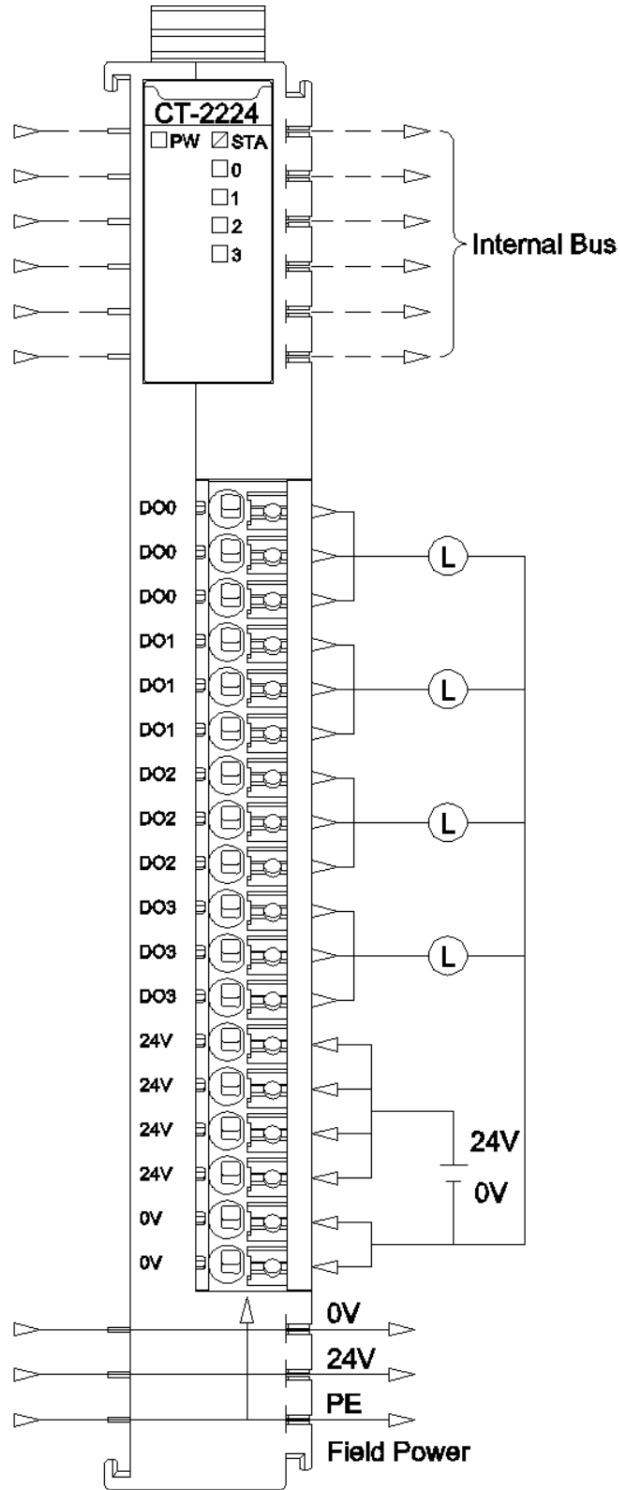 CT-2224
PW STA
0
1
2
3
Internal Bus
DO0
DO0
DO0
DO1
DO1
DO1
DO2
DO2
DO2
DO3
DO3
DO3
24V
24V
24V
24V
0V
0V
L
L
L
L
24V
0V
0V
24V
PE
Field Power